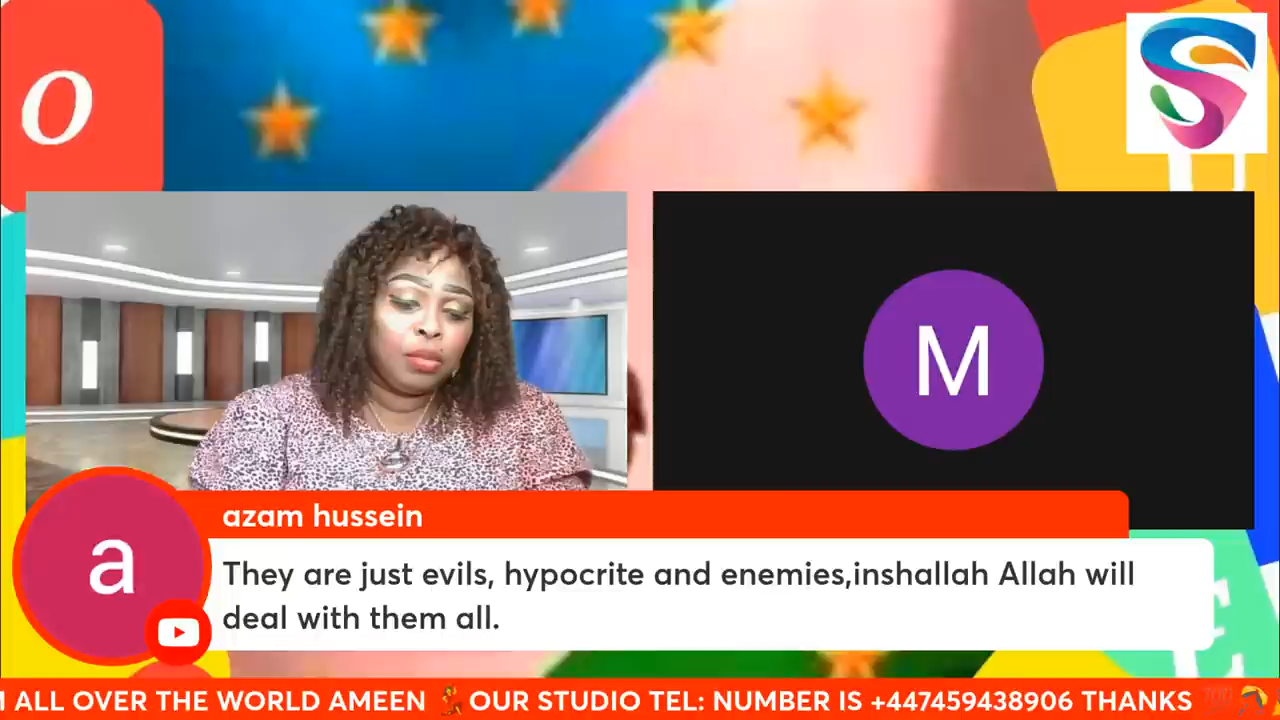 O
S
M
a
azam hussein
They are just evils, hypocrite and enemies,inshallah Allah will
deal with them all.
ALL OVER THE WORLD AMEEN 💃OUR STUDIO TEL: NUMBER IS +447459438906 THANKS 💯